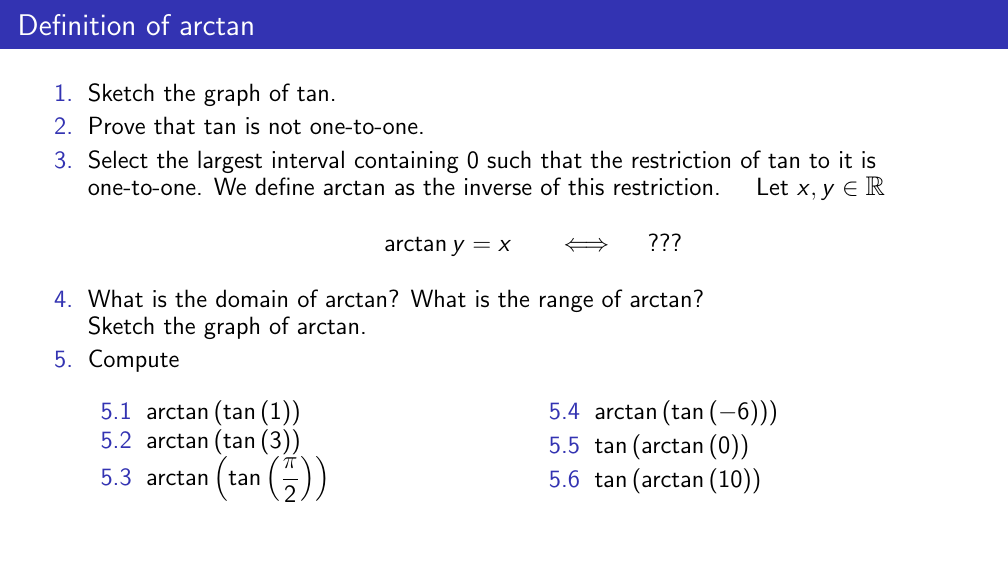 Definition of arctan
1. Sketch the graph of tan.
2. Prove that tan is not one-to-one.
3. Select the largest interval containing 0 such that the restriction of tan to it is
one-to-one. We define arctan as the inverse of this restriction. Let x, y ∈ ℝ
arctan y = x ⟺ ???
4. What is the domain of arctan? What is the range of arctan?
Sketch the graph of arctan.
5. Compute
5.1 arctan (tan (1))
5.2 arctan (tan (3))
5.3 arctan (tan (π/2))
5.4 arctan (tan (−6)))
5.5 tan (arctan (0))
5.6 tan (arctan (10))